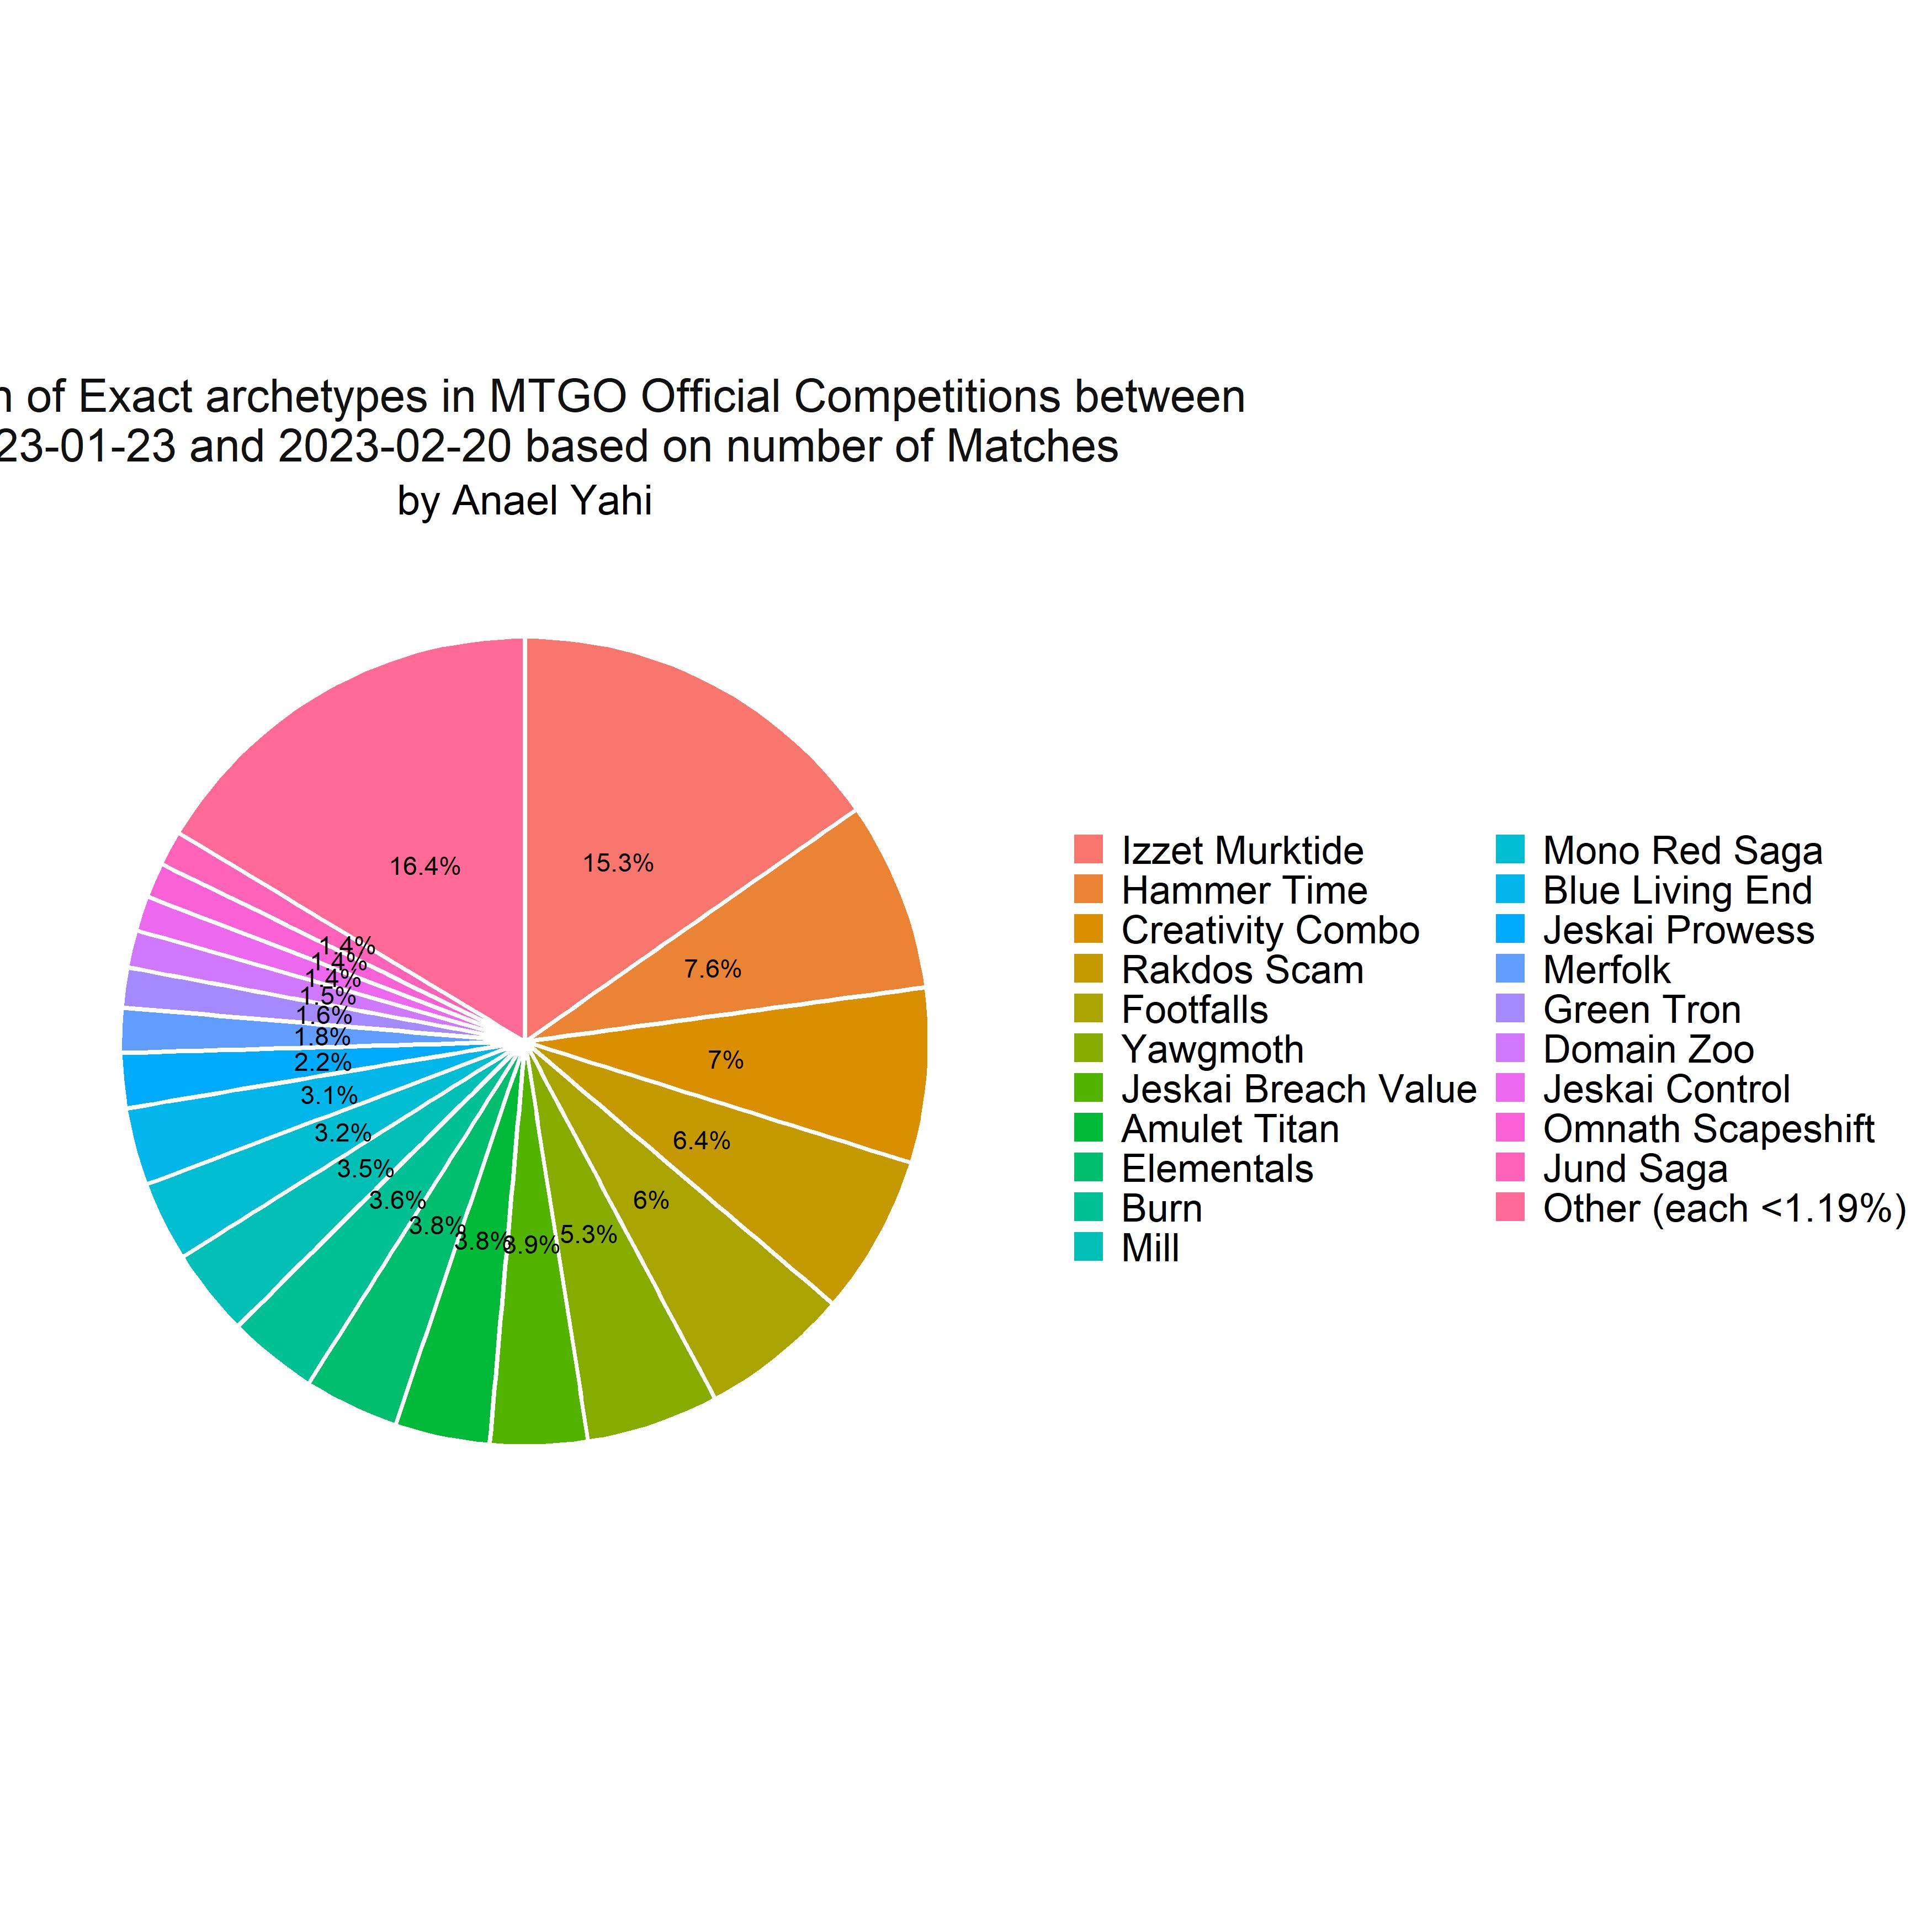 n of Exact archetypes in MTGO Official Competitions between
23-01-23 and 2023-02-20 based on number of Matches
by Anael Yahi
16.4%
15.3%
7.6%
7%
6.4%
6%
5.3%
3.9%
3.8%
3.8%
3.6%
3.5%
3.2%
3.1%
2.2%
1.8%
1.6%
1.5%
1.4%
1.4%
1.4%
Izzet Murktide
Hammer Time
Creativity Combo
Rakdos Scam
Footfalls
Yawgmoth
Jeskai Breach Value
Amulet Titan
Elementals
Burn
Mill
Mono Red Saga
Blue Living End
Jeskai Prowess
Merfolk
Green Tron
Domain Zoo
Jeskai Control
Omnath Scapeshift
Jund Saga
Other (each <1.19%)